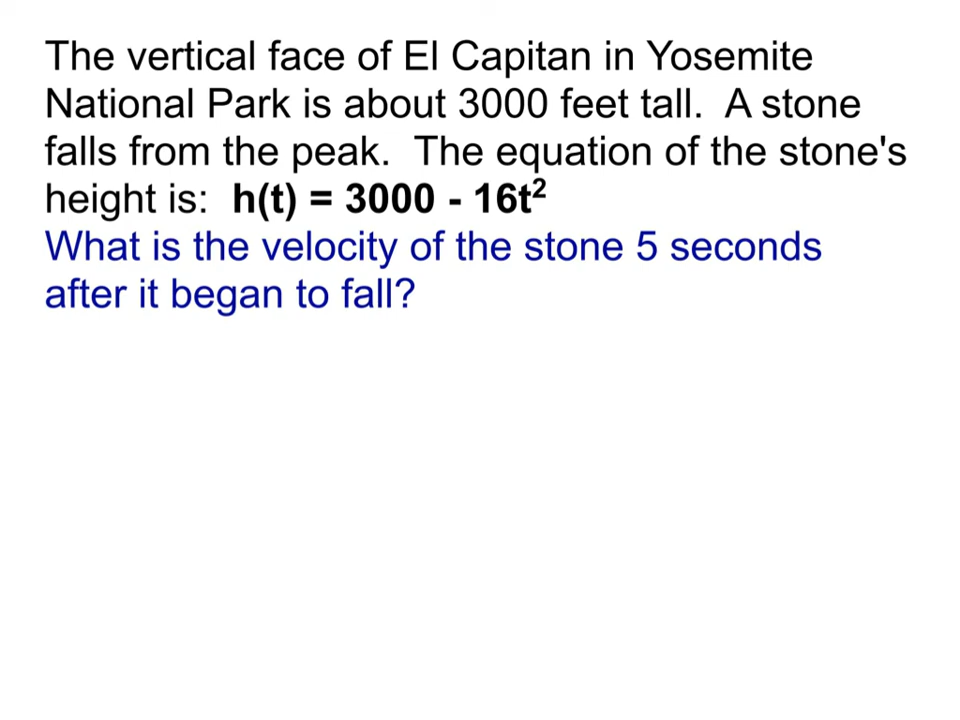 The vertical face of El Capitan in Yosemite
National Park is about 3000 feet tall.  A stone
falls from the peak.  The equation of the stone's
height is:  h(t) = 3000 - 16t²
What is the velocity of the stone 5 seconds
after it began to fall?